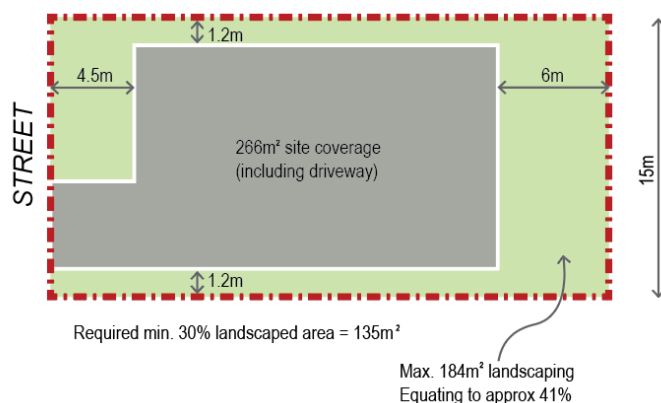 1.2m
4.5m
6m
STREET
266m² site coverage
(including driveway)
15m
1.2m
Required min. 30% landscaped area = 135m²
Max. 184m² landscaping
Equating to approx 41%